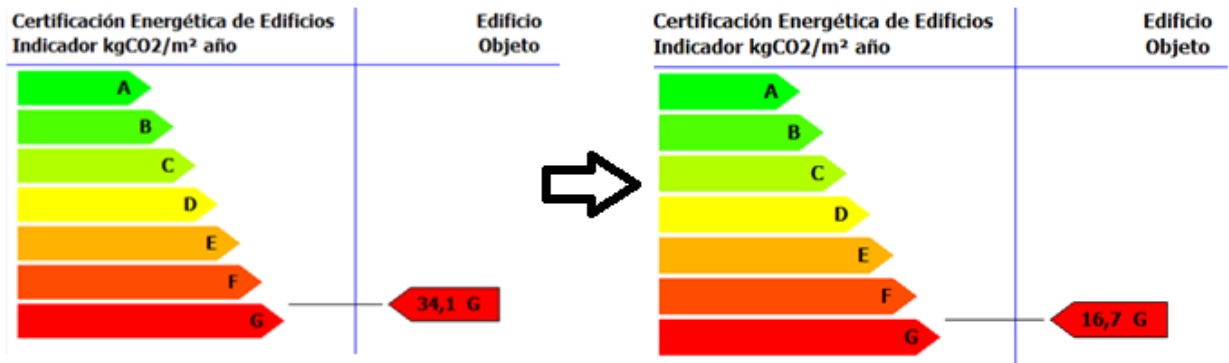 Certificación Energética de Edificios
Indicador kgCO2/m² año
Edificio
Objeto
A
B
C
D
E
F
G
34,1 G
Certificación Energética de Edificios
Indicador kgCO2/m² año
Edificio
Objeto
A
B
C
D
E
F
G
16,7 G